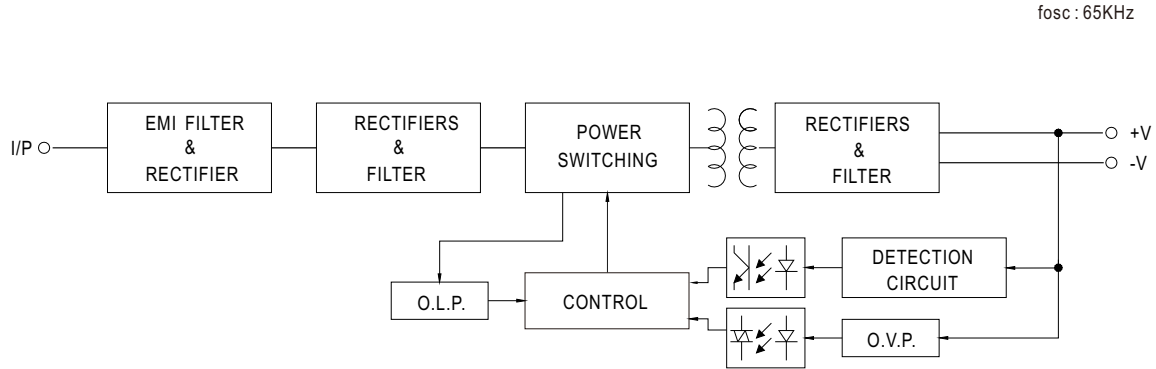 fosc : 65KHz
EMI FILTER
&
RECTIFIER
RECTIFIERS
&
FILTER
POWER
SWITCHING
RECTIFIERS
&
FILTER
I/P
+V
-V
DETECTION
CIRCUIT
O.L.P.
CONTROL
O.V.P.